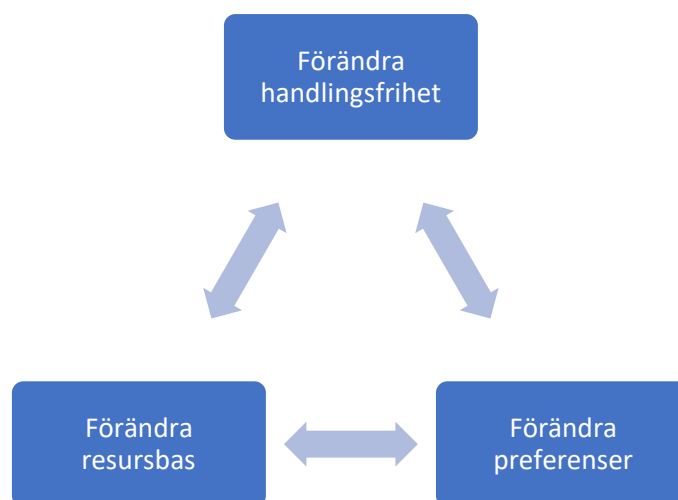 Förändra
handlingsfrihet
Förändra
resursbas
Förändra
preferenser